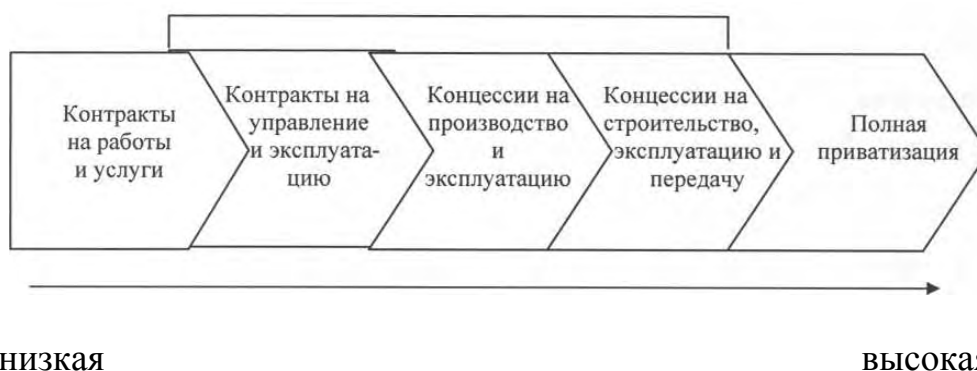 Контракты
на работы
и услуги
Контракты на
управление
и эксплуата-
цию
Концессии на
производство
и
эксплуатацию
Концессии на
строительство,
эксплуатацию и
передачу
Полная
приватизация
низкая
высокая